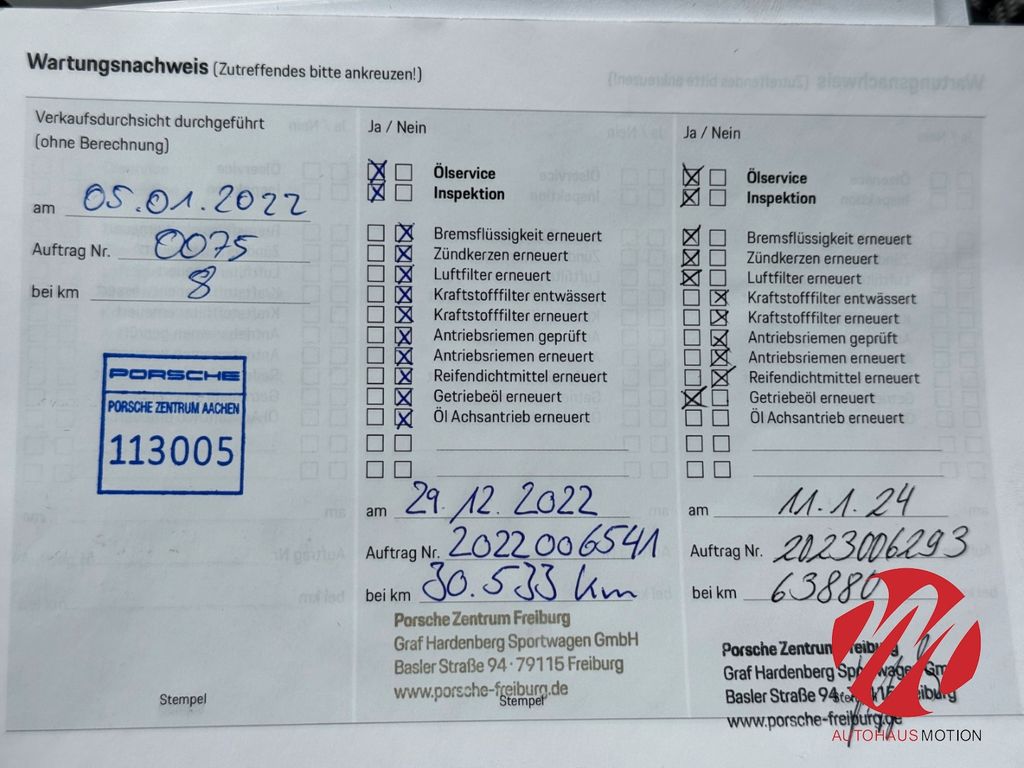 Wartungsnachweis (Zutreffendes bitte ankreuzen!)
Verkaufsdurchsicht durchgeführt
(ohne Berechnung)
am 05.01.2022
Auftrag Nr. 0075
bei km 8
PORSCHE
PORSCHE ZENTRUM AACHEN
113005
Stempel
Ja / Nein
Ölservice
Inspektion
Bremsflüssigkeit erneuert
Zündkerzen erneuert
Luftfilter erneuert
Kraftstofffilter entwässert
Kraftstofffilter erneuert
Antriebsriemen geprüft
Antriebsriemen erneuert
Reifendichtmittel erneuert
Getriebeöl erneuert
Öl Achsantrieb erneuert
am 29.12.2022
Auftrag Nr. 2022006541
bei km 30.533 km
Porsche Zentrum Freiburg
Graf Hardenberg Sportwagen GmbH
Basler Straße 94 · 79115 Freiburg
www.porsche-freiburg.de
Stempel
Ja / Nein
Ölservice
Inspektion
Bremsflüssigkeit erneuert
Zündkerzen erneuert
Luftfilter erneuert
Kraftstofffilter entwässert
Kraftstofffilter erneuert
Antriebsriemen geprüft
Antriebsriemen erneuert
Reifendichtmittel erneuert
Getriebeöl erneuert
Öl Achsantrieb erneuert
am 11.1.24
Auftrag Nr. 2023006293
bei km 63880
Porsche Zentrum Freiburg
Graf Hardenberg
Basler Straße 94 Freiburg
www.porsche-freiburg.de
AUTOHAUS MOTION